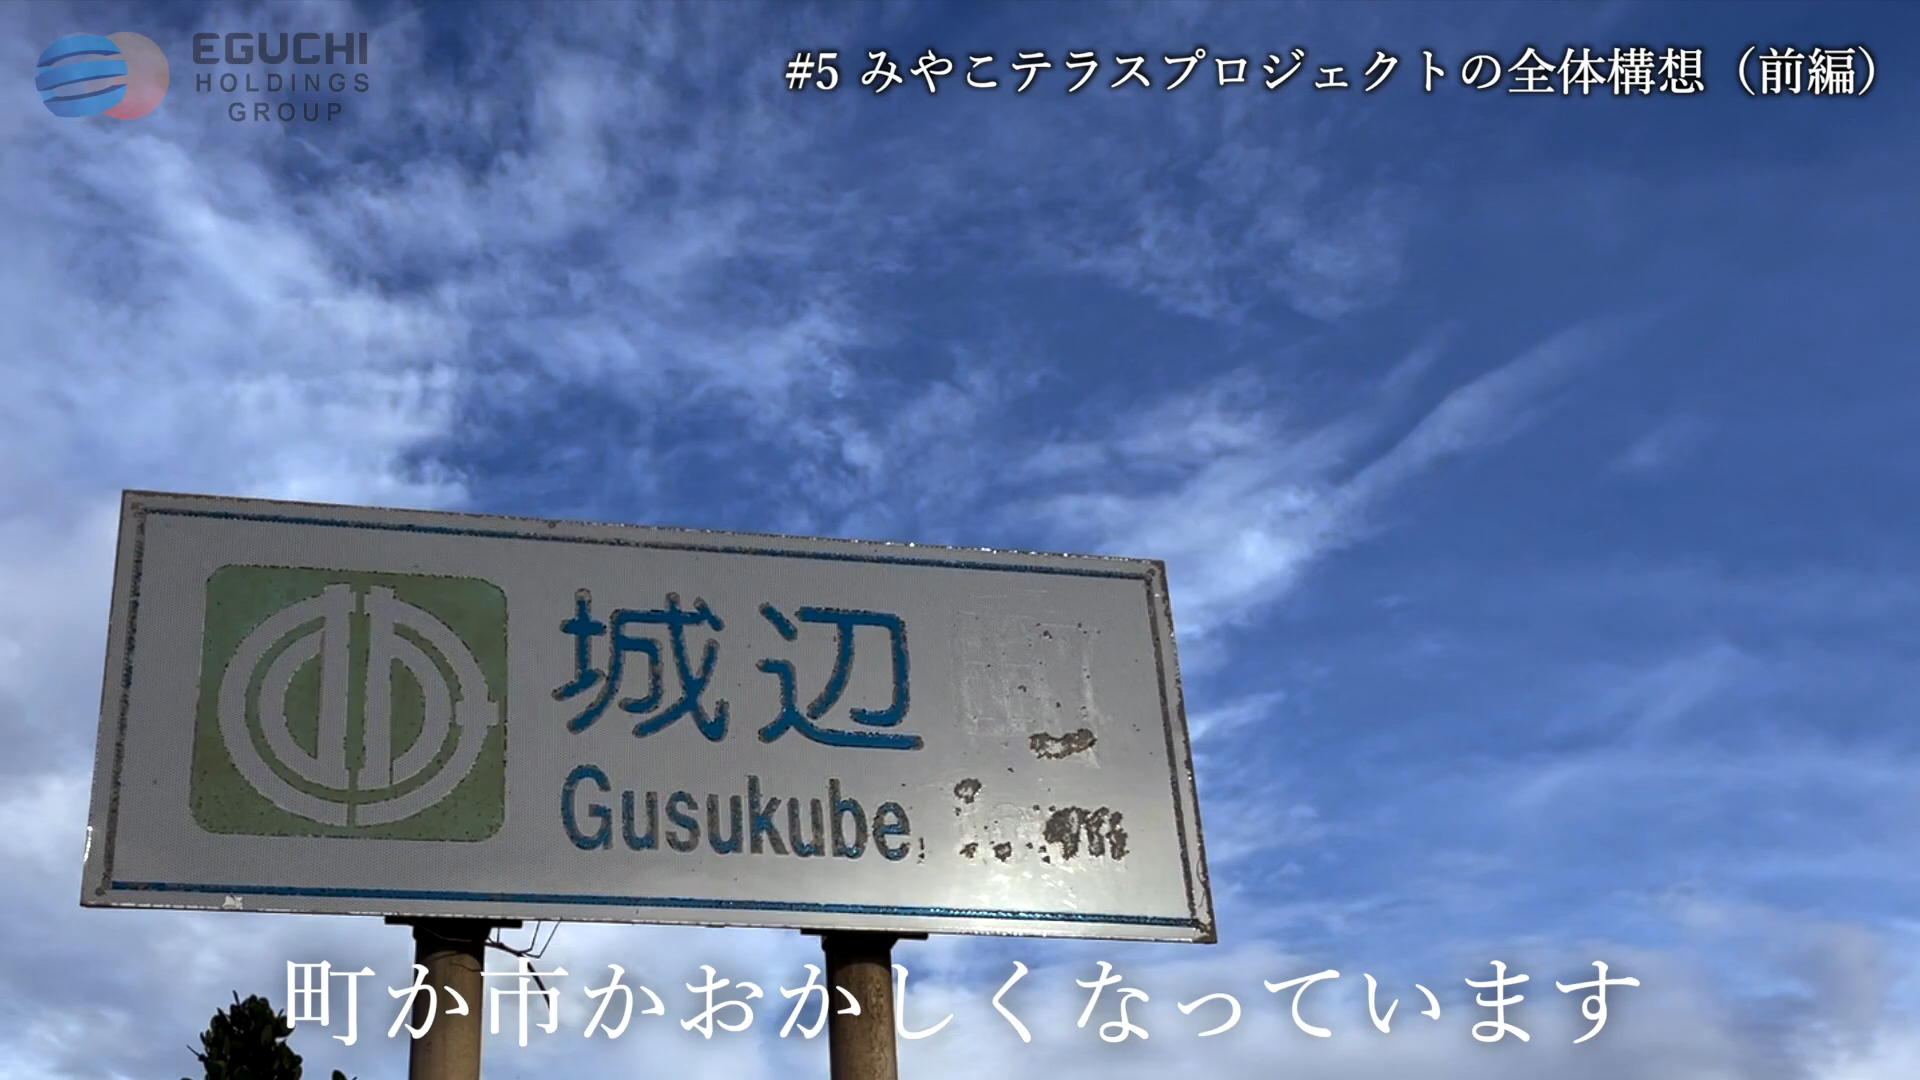 EGUCHI
HOLDINGS
GROUP
#5 みやこテラスプロジェクトの全体構想（前編）
城辺
Gusukube
町か市かおかしくなっています